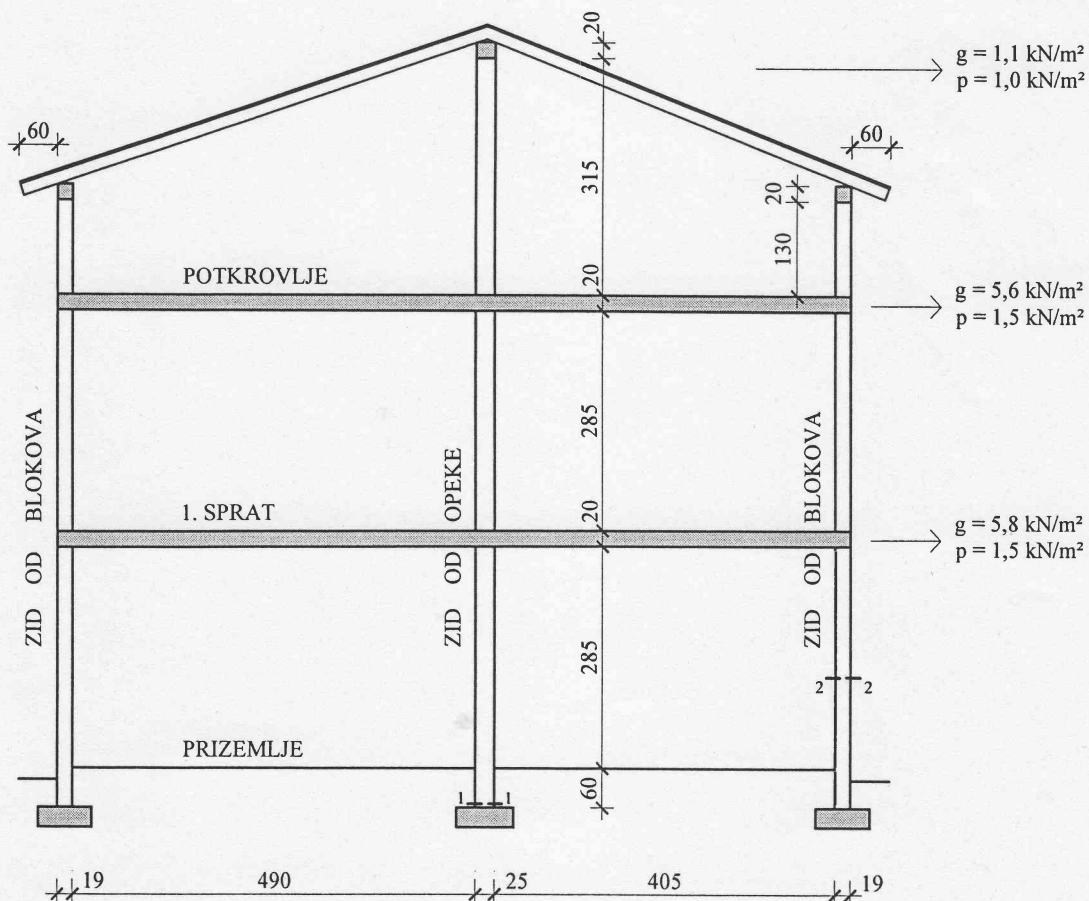 20
g = 1,1 kN/m²
p = 1,0 kN/m²
60
60
315
20
130
POTKROVLJE
20
g = 5,6 kN/m²
p = 1,5 kN/m²
ZID OD BLOKOVA
285
ZID OD OPEKE
ZID OD BLOKOVA
1. SPRAT
20
g = 5,8 kN/m²
p = 1,5 kN/m²
285
2 2
PRIZEMLJE
1 1
60
19 490 25 405 19